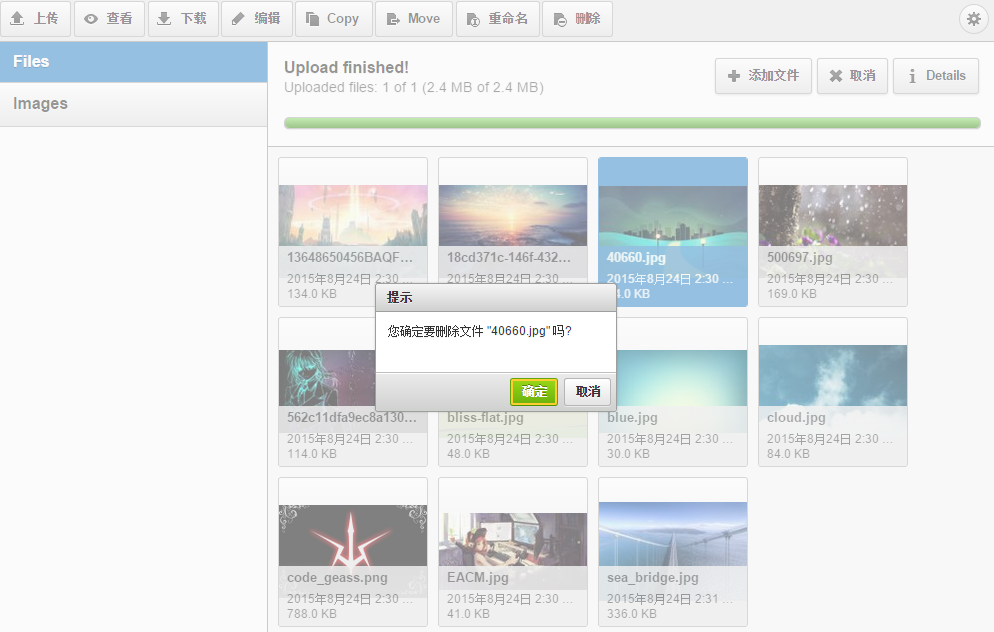 上传 查看 下载 编辑 Copy Move 重命名 删除
Files
Images
Upload finished!
Uploaded files: 1 of 1 (2.4 MB of 2.4 MB)
添加文件 取消 Details
13648650456BAQF...
2015年8月24日 2:30 ...
134.0 KB
18cd371c-146f-432...
2015年8月24日 2:30 ...
40660.jpg
2015年8月24日 2:30 ...
4.0 KB
500697.jpg
2015年8月24日 2:30 ...
169.0 KB
提示
您确定要删除文件 "40660.jpg"吗?
确定 取消
562c11dfa9ec8a130...
2015年8月24日 2:30 ...
114.0 KB
bliss-flat.jpg
2015年8月24日 2:30 ...
48.0 KB
blue.jpg
2015年8月24日 2:30 ...
30.0 KB
cloud.jpg
2015年8月24日 2:30 ...
84.0 KB
code_geass.png
2015年8月24日 2:30 ...
788.0 KB
EACM.jpg
2015年8月24日 2:30 ...
41.0 KB
sea_bridge.jpg
2015年8月24日 2:31 ...
336.0 KB